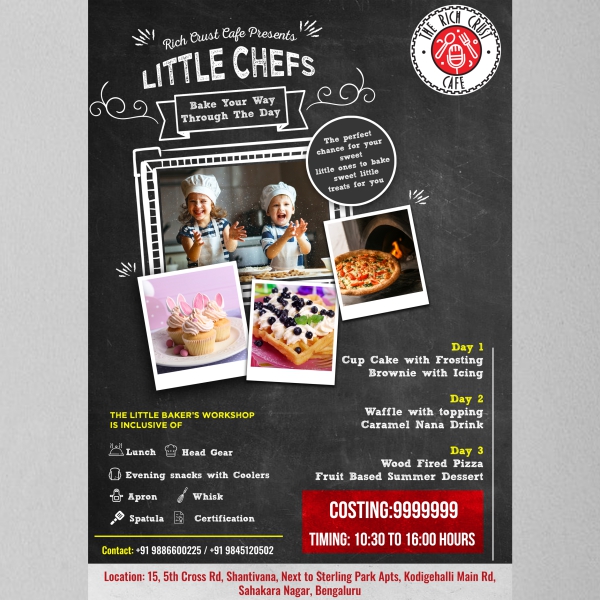 Rich Crust Cafe Presents
LITTLE CHEFS
Bake Your Way
Through The Day
THE RICH CRUST
CAFE
The perfect
chance for your
sweet
little ones to bake
sweet little
treats for you
Day 1
Cup Cake with Frosting
Brownie with Icing
Day 2
Waffle with topping
Caramel Nana Drink
Day 3
Wood Fired Pizza
Fruit Based Summer Dessert
THE LITTLE BAKER'S WORKSHOP
IS INCLUSIVE OF
Lunch Head Gear
Evening snacks with Coolers
Apron Whisk
Spatula Certification
COSTING:9999999
TIMING: 10:30 TO 16:00 HOURS
Contact: +91 9886600225 / +91 9845120502
Location: 15, 5th Cross Rd, Shantivana, Next to Sterling Park Apts, Kodigehalli Main Rd,
Sahakara Nagar, Bengaluru